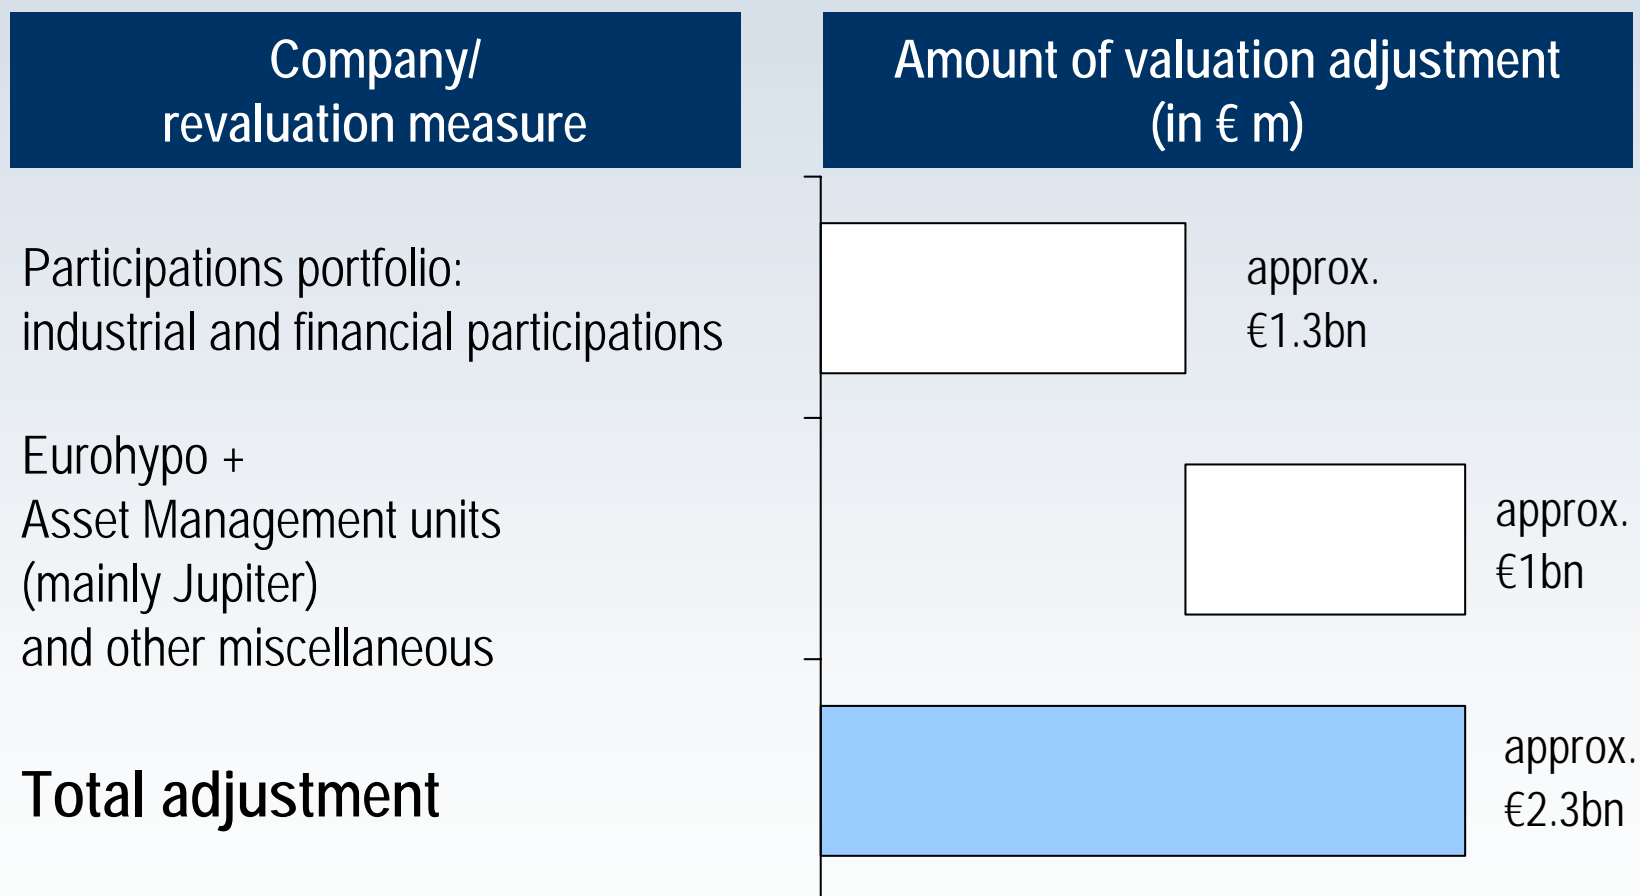 Company/
revaluation measure
Amount of valuation adjustment
(in € m)
Participations portfolio:
industrial and financial participations
approx.
€1.3bn
Eurohypo +
Asset Management units
(mainly Jupiter)
and other miscellaneous
approx.
€1bn
Total adjustment
approx.
€2.3bn